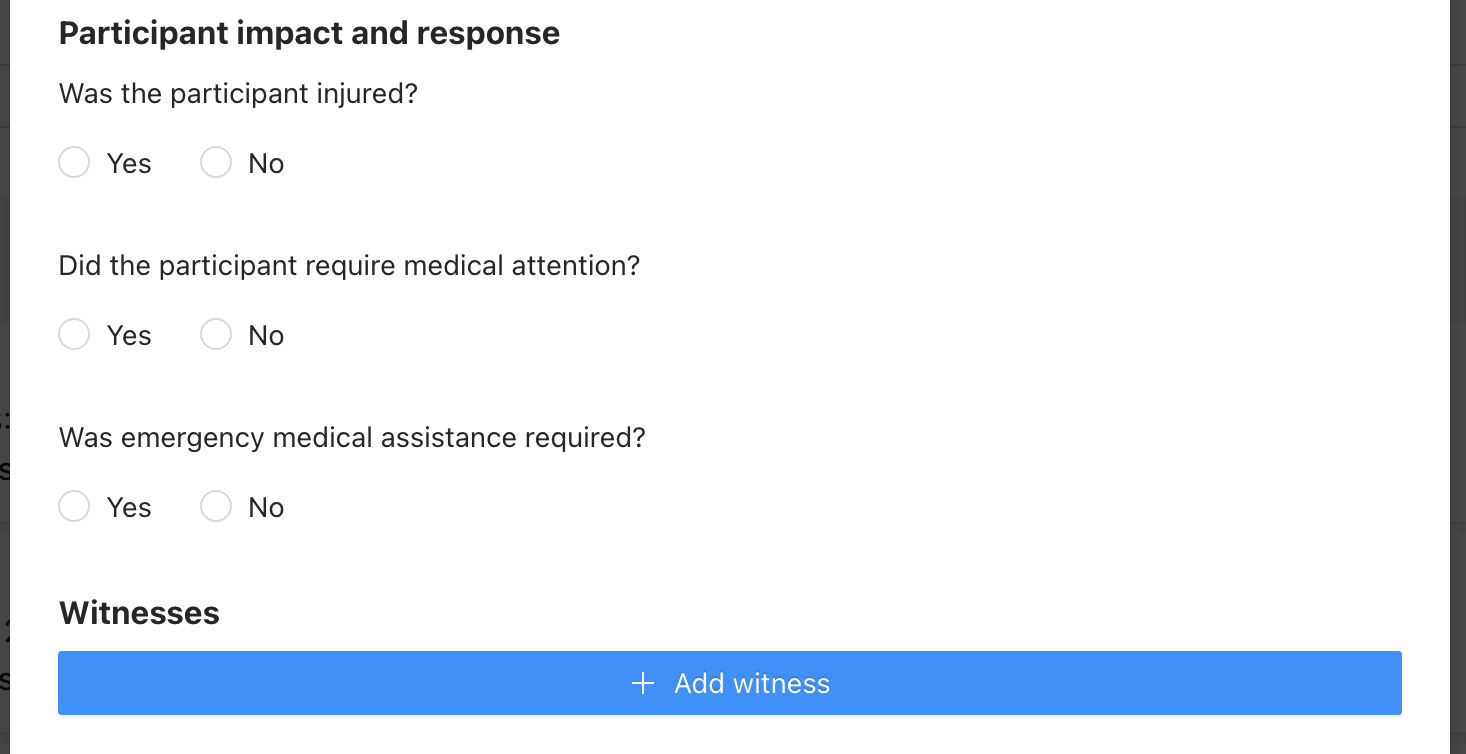 Participant impact and response
Was the participant injured?
Yes No
Did the participant require medical attention?
Yes No
Was emergency medical assistance required?
Yes No
Witnesses
+ Add witness